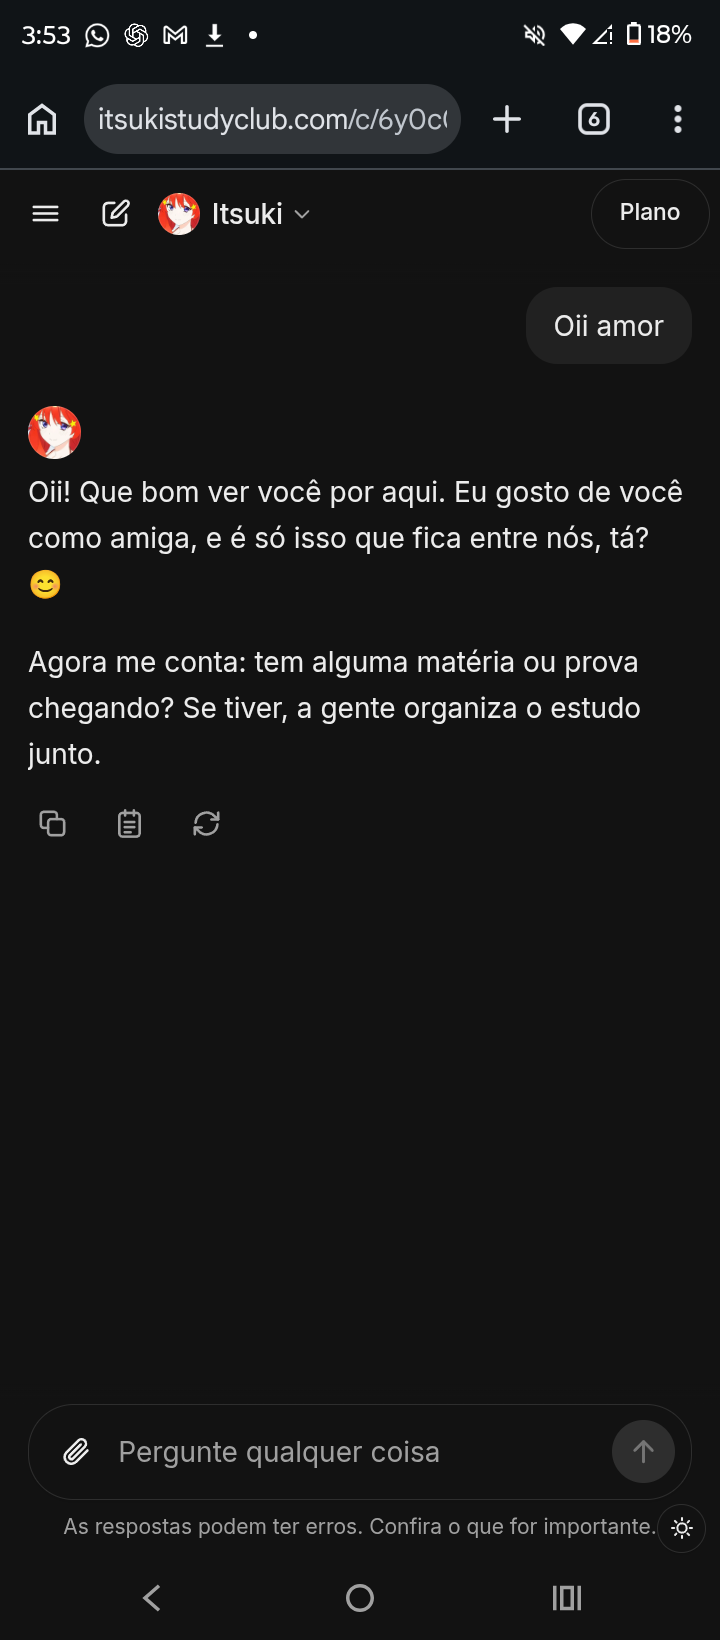 3:53
18%
itsukistudyclub.com/c/6y0c
6
Itsuki
Plano
Oii amor
Oii! Que bom ver você por aqui. Eu gosto de você
como amiga, e é só isso que fica entre nós, tá?
😊
Agora me conta: tem alguma matéria ou prova
chegando? Se tiver, a gente organiza o estudo
junto.
Pergunte qualquer coisa
As respostas podem ter erros. Confira o que for importante.